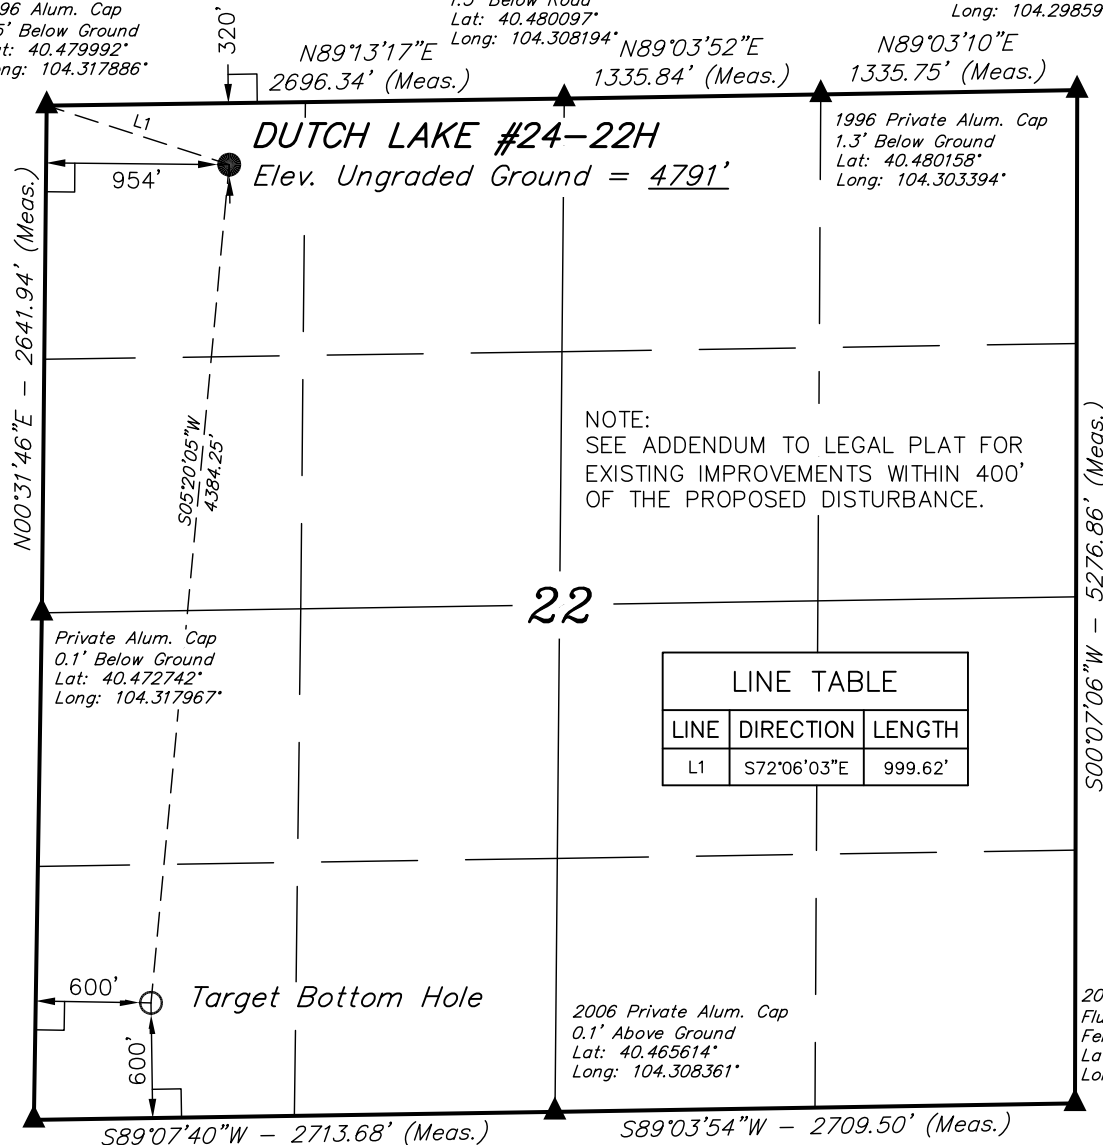 96 Alum. Cap
5' Below Ground
at: 40.479992°
ong: 104.317886°
320'
1.5' Below Road
Lat: 40.480097°
Long: 104.308194°
Long: 104.29859
N89°13'17"E
2696.34' (Meas.)
N89°03'52"E
1335.84' (Meas.)
N89°03'10"E
1335.75' (Meas.)
L1
DUTCH LAKE #24-22H
Elev. Ungraded Ground = 4791'
954'
1996 Private Alum. Cap
1.3' Below Ground
Lat: 40.480158°
Long: 104.303394°
N00°31'46"E - 2641.94' (Meas.)
S05°20'05"W
4384.25'
NOTE:
SEE ADDENDUM TO LEGAL PLAT FOR
EXISTING IMPROVEMENTS WITHIN 400'
OF THE PROPOSED DISTURBANCE.
S00°07'06"W - 5276.86' (Meas.)
22
Private Alum. Cap
0.1' Below Ground
Lat: 40.472742°
Long: 104.317967°
LINE TABLE
LINE DIRECTION LENGTH
L1 S72°06'03"E 999.62'
600'
Target Bottom Hole
600'
2006 Private Alum. Cap
0.1' Above Ground
Lat: 40.465614°
Long: 104.308361°
20
Flu
Fe
La
Lo
S89°07'40"W - 2713.68' (Meas.)
S89°03'54"W - 2709.50' (Meas.)